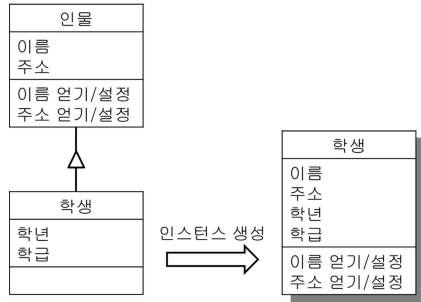 인물
이름
주소
이름 얻기/설정
주소 얻기/설정
학생
학년
학급
인스턴스 생성
학생
이름
주소
학년
학급
이름 얻기/설정
주소 얻기/설정